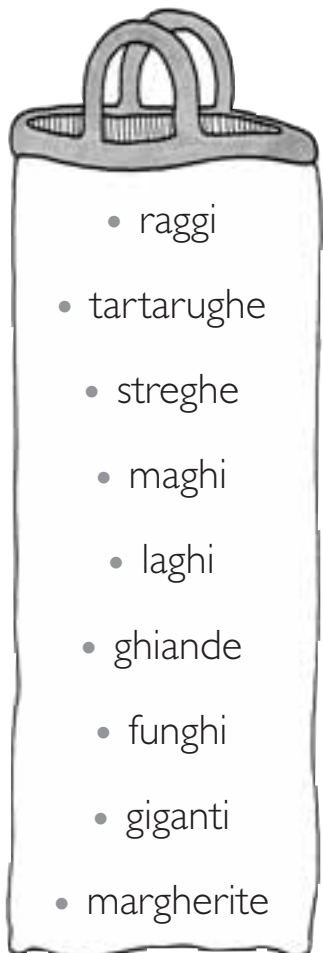 • raggi
• tartarughe
• streghe
• maghi
• laghi
• ghiande
• funghi
• giganti
• margherite